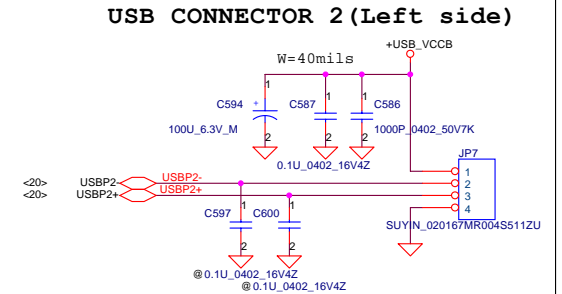 USB CONNECTOR 2(Left side)
+USB_VCCB
W=40mils
1
1
1
C594
+
C587
C586
100U_6.3V_M
1000P_0402_50V7K
2
2
2
0.1U_0402_16V4Z
JP7
<20> USBP2- USBP2- 1
<20> USBP2+ USBP2+ 2
3
4
SUYIN_020167MR004S511ZU
C597
1
C600
1
2
2
@0.1U_0402_16V4Z
@0.1U_0402_16V4Z